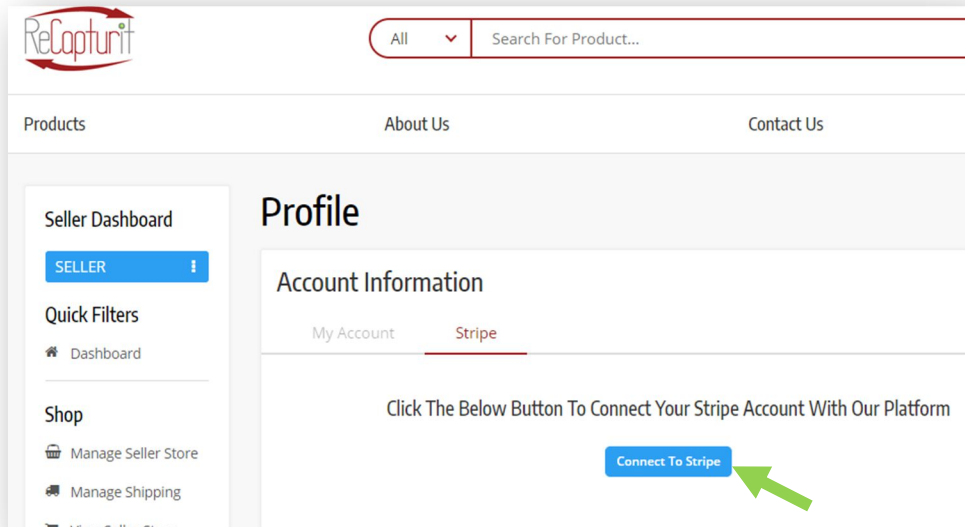 ReCapturit
All
Search For Product...
Products
About Us
Contact Us
Seller Dashboard
SELLER
Quick Filters
Dashboard
Shop
Manage Seller Store
Manage Shipping
Profile
Account Information
My Account
Stripe
Click The Below Button To Connect Your Stripe Account With Our Platform
Connect To Stripe